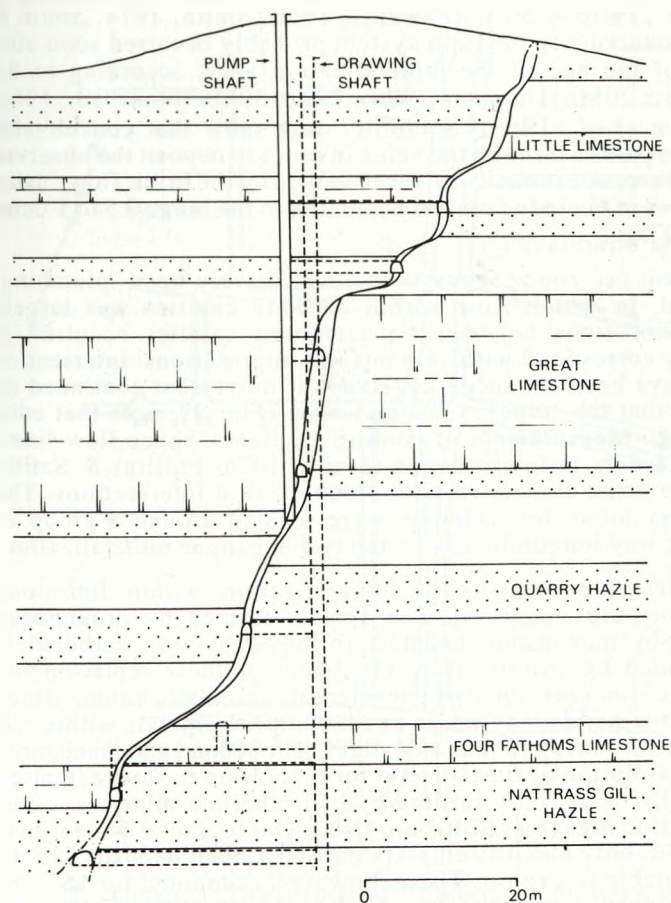 PUMP
SHAFT
DRAWING
SHAFT
LITTLE LIMESTONE
GREAT
LIMESTONE
QUARRY HAZLE
FOUR FATHOMS LIMESTONE
NATTRASS GILL
HAZLE
0 20m